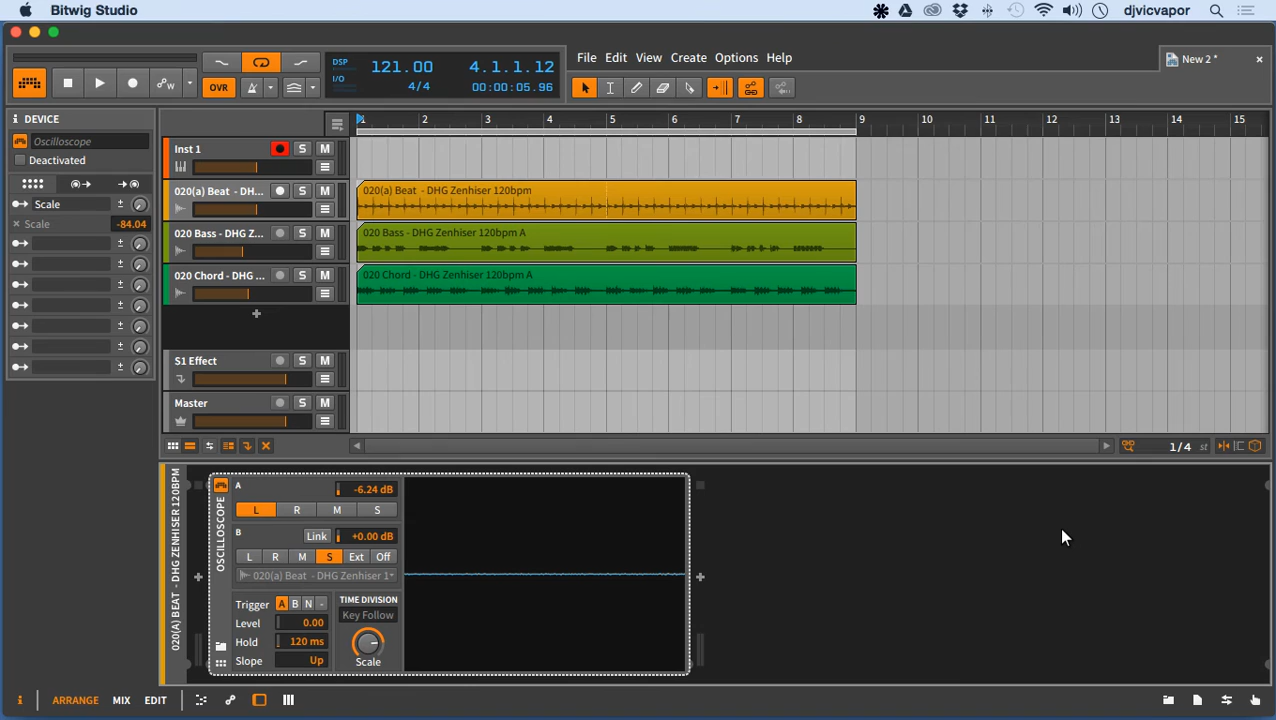 Bitwig Studio
djvicvapor
DSP
I/O
121.00
4/4
4.1.1.12
00:00:05.96
File Edit View Create Options Help
New 2 *
OVR
DEVICE
Oscilloscope
Deactivated
Scale
Scale -84.04
1 2 3 4 5 6 7 8 9 10 11 12 13 14 15
Inst 1 S M
020(a) Beat - DH... S M
020(a) Beat - DHG Zenhiser 120bpm
020 Bass - DHG Z... S M
020 Bass - DHG Zenhiser 120bpm A
020 Chord - DHG ... S M
020 Chord - DHG Zenhiser 120bpm A
S1 Effect S M
Master S M
1/4 st
020(A) BEAT - DHG ZENHISER 120BPM
OSCILLOSCOPE
A -6.24 dB
L R M S
B Link +0.00 dB
L R M S Ext Off
020(a) Beat - DHG Zenhiser 1
Trigger A B N -
Level 0.00
Hold 120 ms
Slope Up
TIME DIVISION
Key Follow
Scale
i ARRANGE MIX EDIT